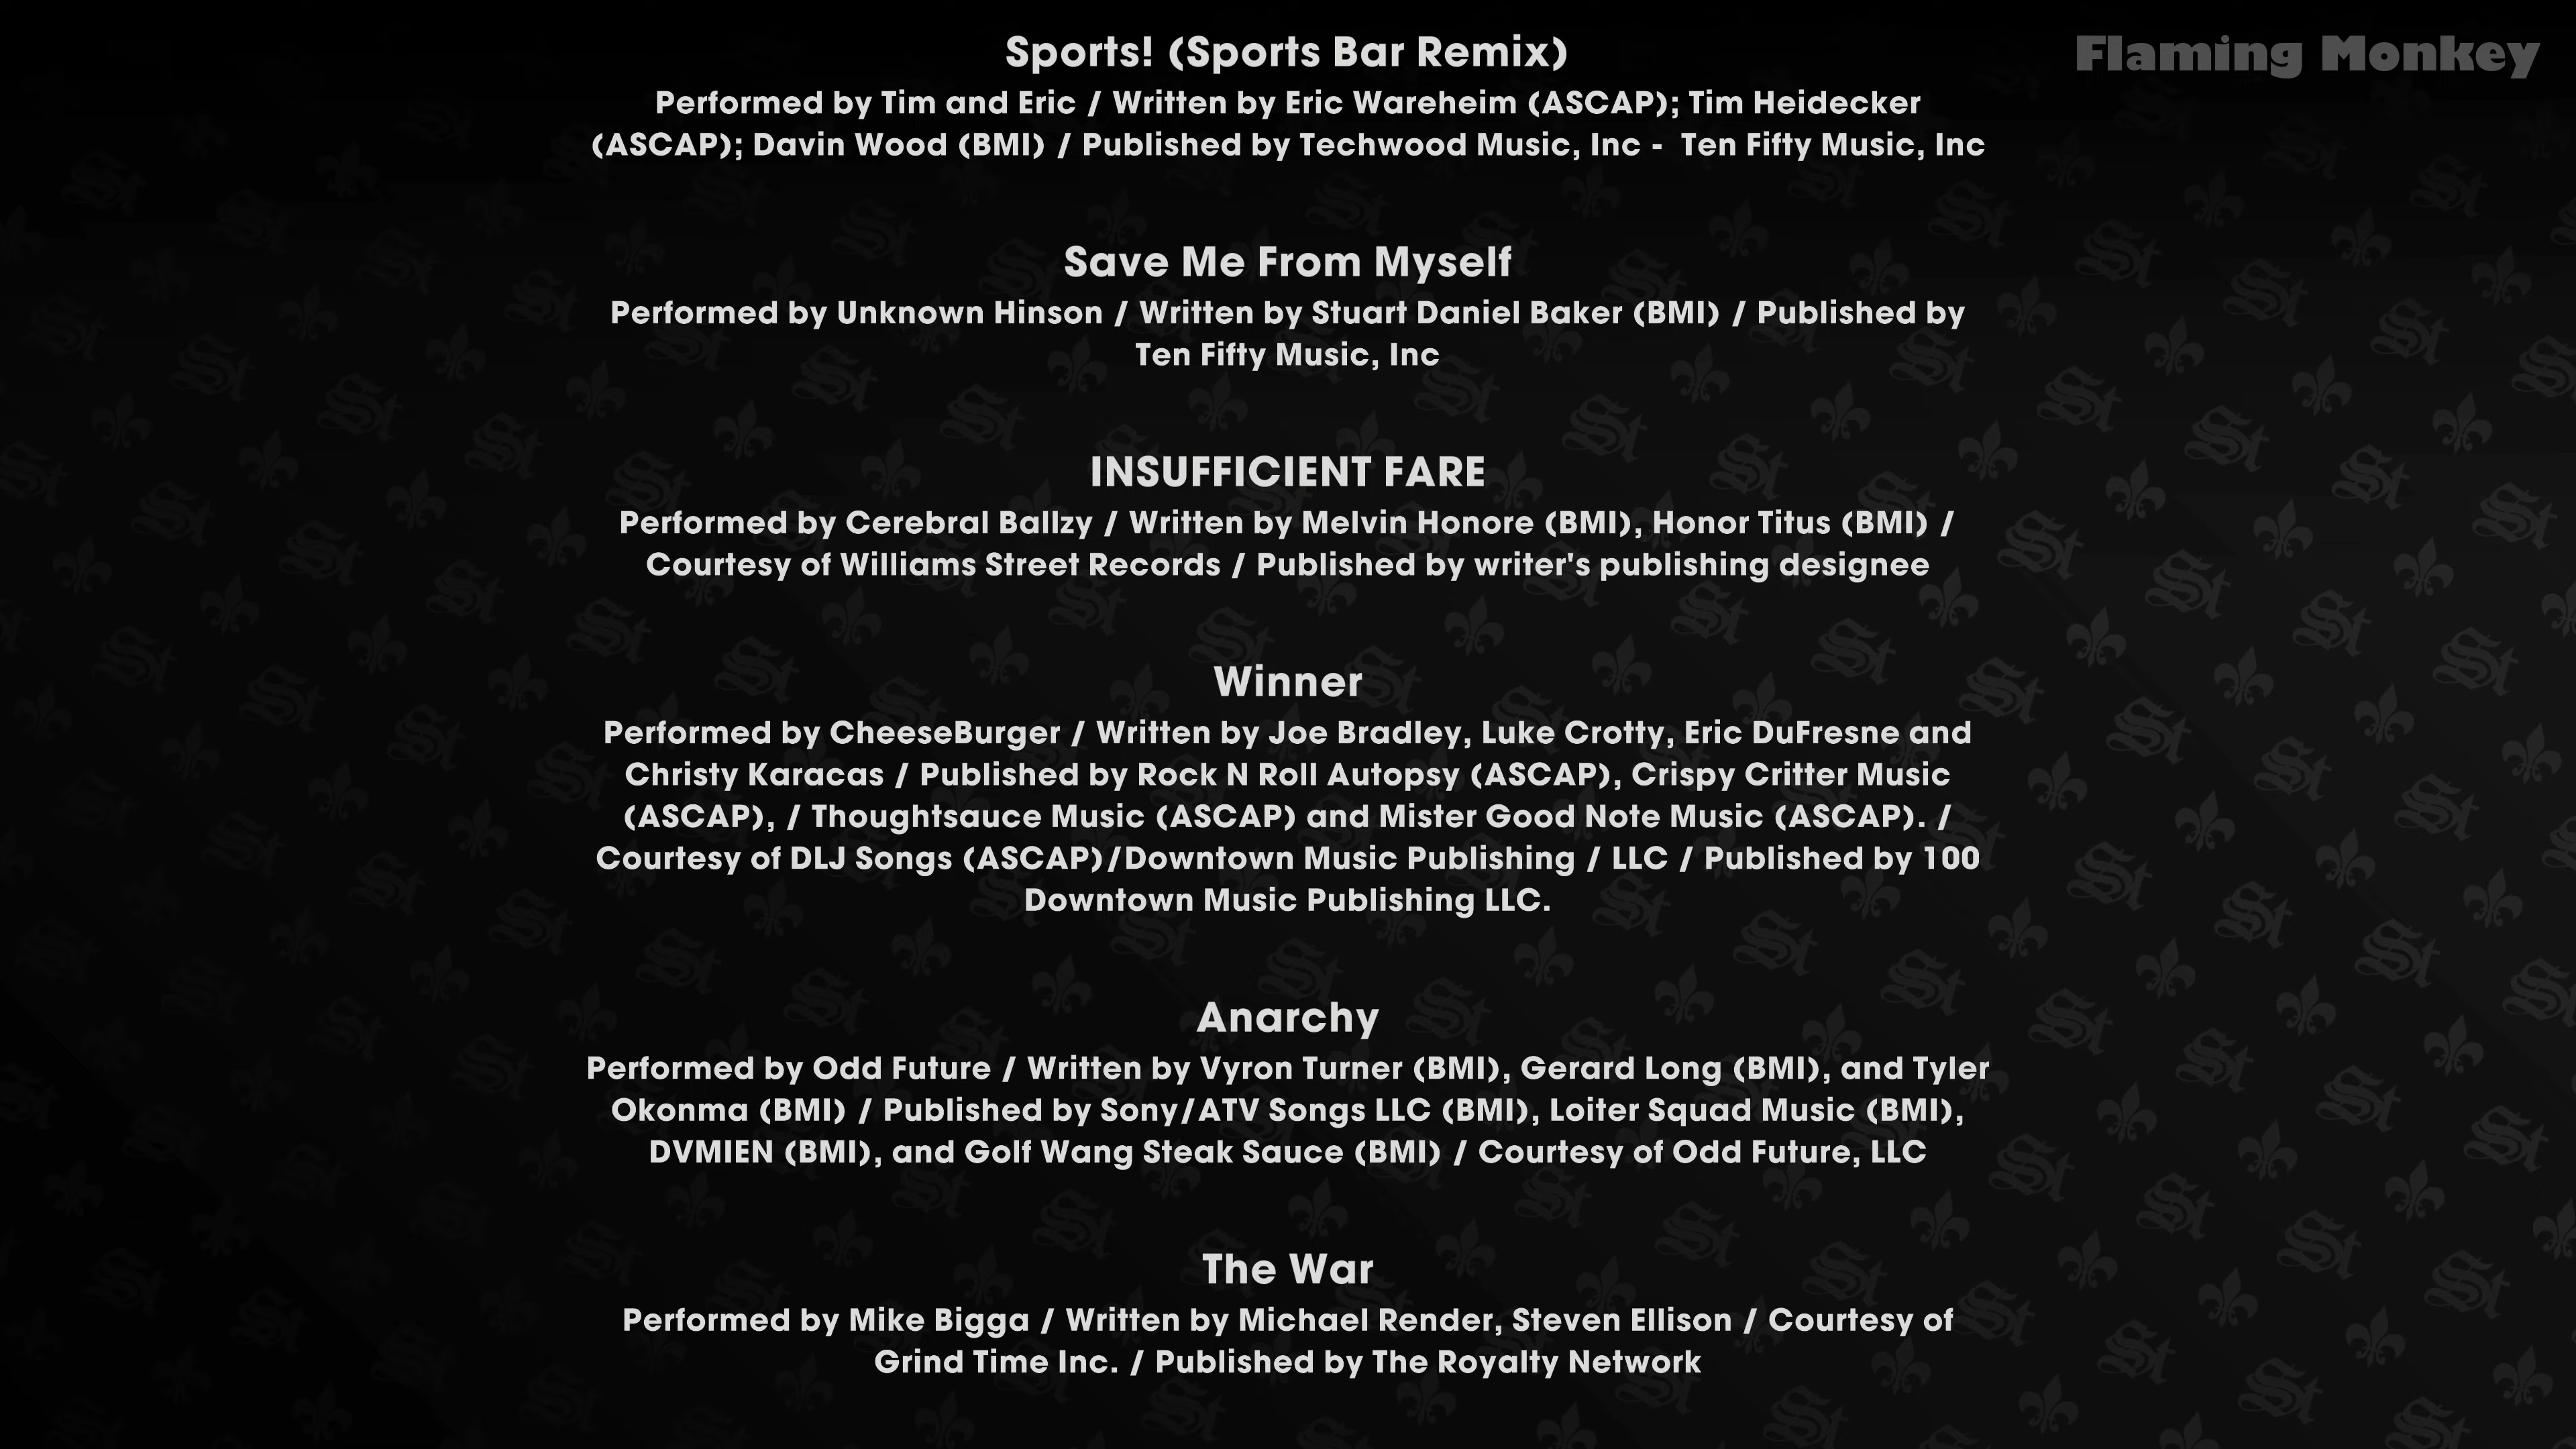 Sports! (Sports Bar Remix)
Flaming Monkey
Performed by Tim and Eric / Written by Eric Wareheim (ASCAP); Tim Heidecker
(ASCAP); Davin Wood (BMI) / Published by Techwood Music, Inc -  Ten Fifty Music, Inc
Save Me From Myself
Performed by Unknown Hinson / Written by Stuart Daniel Baker (BMI) / Published by
Ten Fifty Music, Inc
INSUFFICIENT FARE
Performed by Cerebral Ballzy / Written by Melvin Honore (BMI), Honor Titus (BMI) /
Courtesy of Williams Street Records / Published by writer's publishing designee
Winner
Performed by CheeseBurger / Written by Joe Bradley, Luke Crotty, Eric DuFresne and
Christy Karacas / Published by Rock N Roll Autopsy (ASCAP), Crispy Critter Music
(ASCAP), / Thoughtsauce Music (ASCAP) and Mister Good Note Music (ASCAP). /
Courtesy of DLJ Songs (ASCAP)/Downtown Music Publishing / LLC / Published by 100
Downtown Music Publishing LLC.
Anarchy
Performed by Odd Future / Written by Vyron Turner (BMI), Gerard Long (BMI), and Tyler
Okonma (BMI) / Published by Sony/ATV Songs LLC (BMI), Loiter Squad Music (BMI),
DVMIEN (BMI), and Golf Wang Steak Sauce (BMI) / Courtesy of Odd Future, LLC
The War
Performed by Mike Bigga / Written by Michael Render, Steven Ellison / Courtesy of
Grind Time Inc. / Published by The Royalty Network